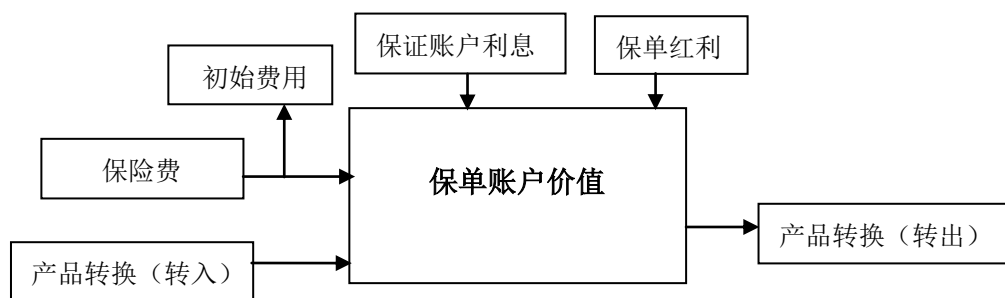 保证账户利息
保单红利
初始费用
保险费
保单账户价值
产品转换（转出）
产品转换（转入）